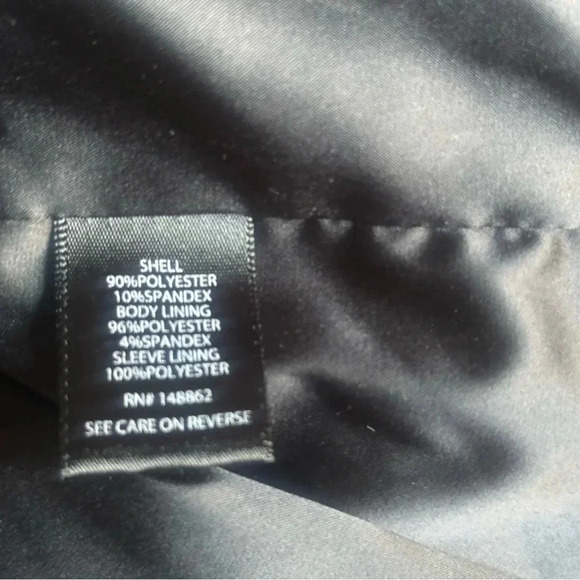 SHELL
90%POLYESTER
10%SPANDEX
BODY LINING
96%POLYESTER
4%SPANDEX
SLEEVE LINING
100%POLYESTER
RN# 148862
SEE CARE ON REVERSE